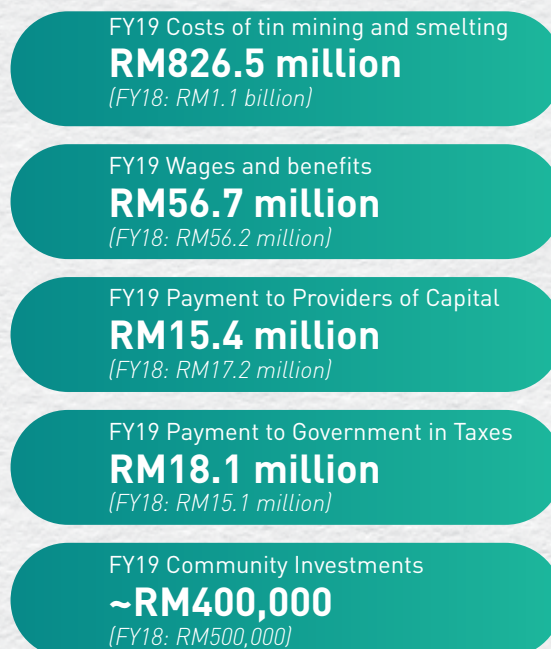 FY19 Costs of tin mining and smelting
RM826.5 million
(FY18: RM1.1 billion)
FY19 Wages and benefits
RM56.7 million
(FY18: RM56.2 million)
FY19 Payment to Providers of Capital
RM15.4 million
(FY18: RM17.2 million)
FY19 Payment to Government in Taxes
RM18.1 million
(FY18: RM15.1 million)
FY19 Community Investments
~RM400,000
(FY18: RM500,000)